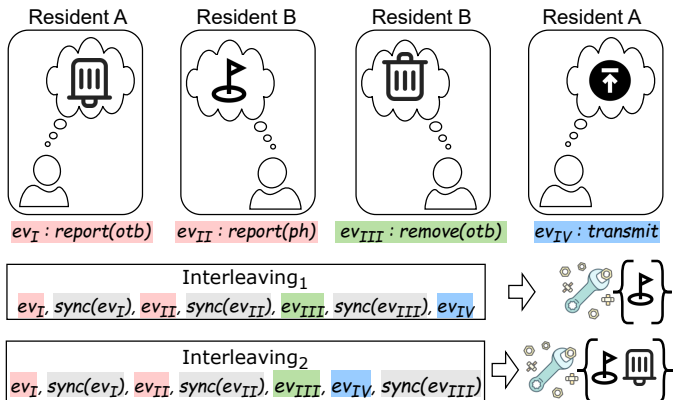 Resident A
Resident B
Resident B
Resident A
ev_I : report(otb)
ev_II : report(ph)
ev_III : remove(otb)
ev_IV : transmit
Interleaving_1
ev_I, sync(ev_I), ev_II, sync(ev_II), ev_III, sync(ev_III), ev_IV
Interleaving_2
ev_I, sync(ev_I), ev_II, sync(ev_II), ev_III, ev_IV, sync(ev_III)